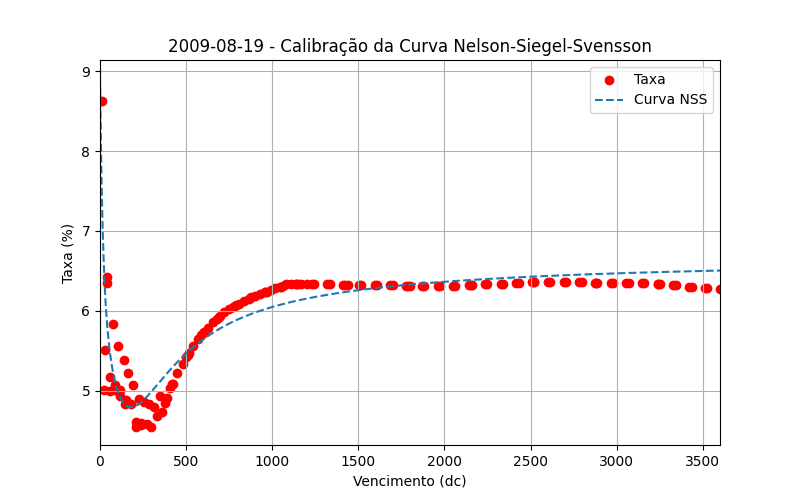 2009-08-19 - Calibração da Curva Nelson-Siegel-Svensson
Taxa
Curva NSS
Taxa (%)
9
8
7
6
5
0 500 1000 1500 2000 2500 3000 3500
Vencimento (dc)